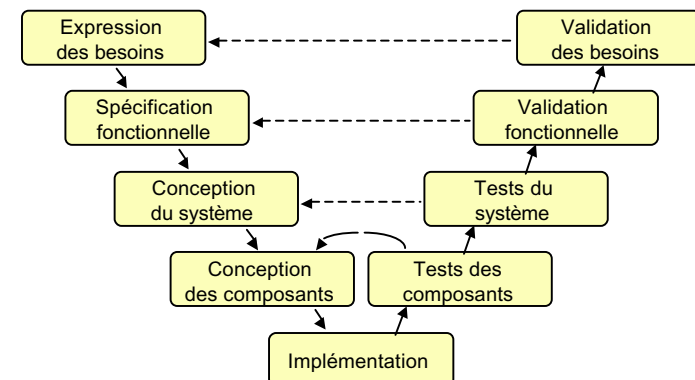 Expression
des besoins
Validation
des besoins
Spécification
fonctionnelle
Validation
fonctionnelle
Conception
du système
Tests du
système
Conception
des composants
Tests des
composants
Implémentation